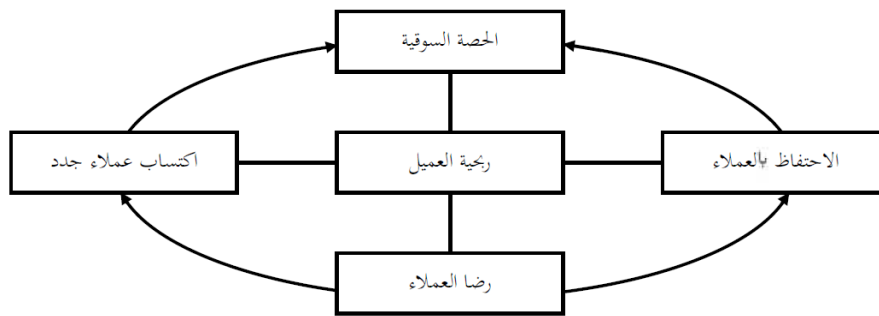 الحصة السوقية
اكتساب عملاء جدد
ربحية العميل
الاحتفاظ بالعملاء
رضا العملاء